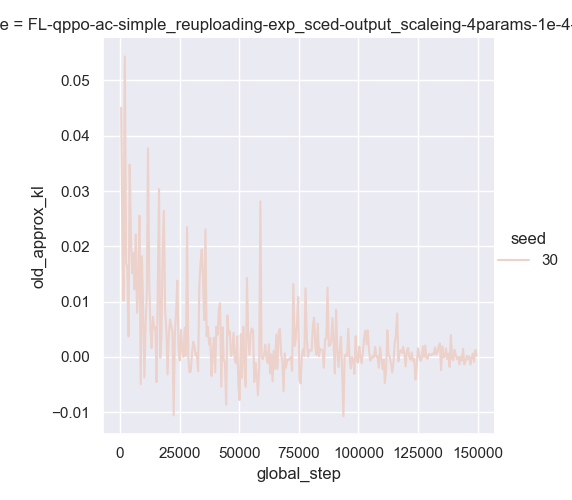 e = FL-qppo-ac-simple_reuploading-exp_sced-output_scaleing-4params-1e-4-
0.05
0.04
0.03
0.02
0.01
0.00
−0.01
old_approx_kl
0 25000 50000 75000 100000 125000 150000
global_step
seed
30